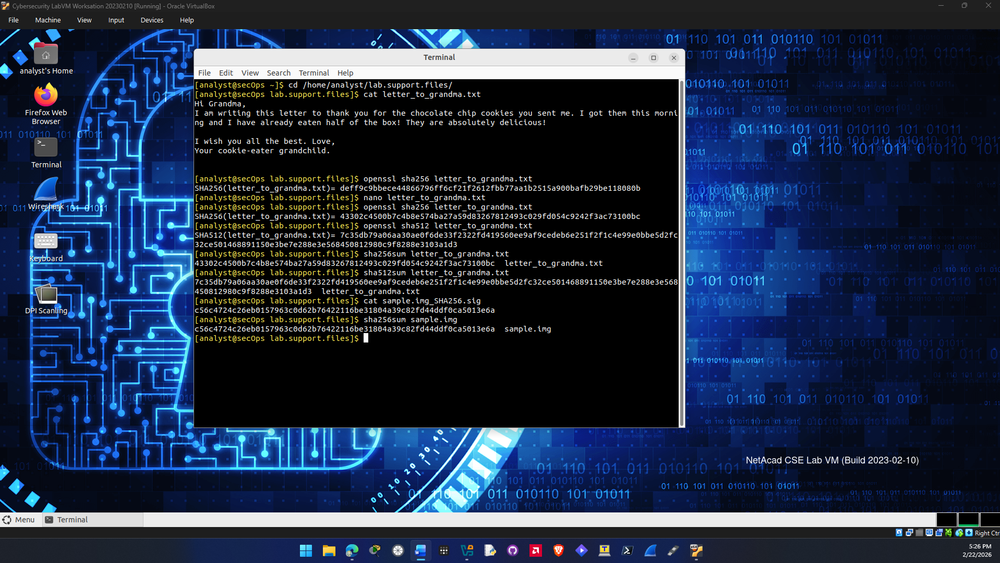 Cybersecurity LabVM Worksation 20230210 [Running] - Oracle VirtualBox
File Machine View Input Devices Help
analyst's Home
Firefox Web
Browser
Terminal
Wireshark
Keyboard
DPI Scanling
Terminal
File Edit View Search Terminal Help
[analyst@secOps ~]$ cd /home/analyst/lab.support.files/
[analyst@secOps lab.support.files]$ cat letter_to_grandma.txt
Hi Grandma,
I am writing this letter to thank you for the chocolate chip cookies you sent me. I got them this morni
ng and I have already eaten half of the box! They are absolutely delicious!
I wish you all the best. Love,
Your cookie-eater grandchild.
[analyst@secOps lab.support.files]$ openssl sha256 letter_to_grandma.txt
SHA256(letter_to_grandma.txt)= deff9c9bbece44866796ff6cf21f2612fbb77aa1b2515a900bafb29be118080b
[analyst@secOps lab.support.files]$ nano letter_to_grandma.txt
[analyst@secOps lab.support.files]$ openssl sha256 letter_to_grandma.txt
SHA256(letter_to_grandma.txt)= 43302c4500b7c4b8e574ba27a59d83267812493c029fd054c9242f3ac73100bc
[analyst@secOps lab.support.files]$ openssl sha512 letter_to_grandma.txt
SHA512(letter_to_grandma.txt)= 7c35db79a06aa30ae0f6de33f2322fd419560ee9af9cedeb6e251f2f1c4e99e0bbe5d2fc
32ce501468891150e3be7e288e3e568450812980c9f8288e3103a1d3
[analyst@secOps lab.support.files]$ sha256sum letter_to_grandma.txt
43302c4500b7c4b8e574ba27a59d83267812493c029fd054c9242f3ac73100bc  letter_to_grandma.txt
[analyst@secOps lab.support.files]$ sha512sum letter_to_grandma.txt
7c35db79a06aa30ae0f6de33f2322fd419560ee9af9cedeb6e251f2f1c4e99e0bbe5d2fc32ce501468891150e3be7e288e3e568
450812980c9f8288e3103a1d3  letter_to_grandma.txt
[analyst@secOps lab.support.files]$ cat sample.img_SHA256.sig
c56c4724c26eb0157963c0d62b76422116be31804a39c82fd44ddf0ca5013e6a
[analyst@secOps lab.support.files]$ sha256sum sample.img
c56c4724c26eb0157963c0d62b76422116be31804a39c82fd44ddf0ca5013e6a  sample.img
[analyst@secOps lab.support.files]$
NetAcad CSE Lab VM (Build 2023-02-10)
Menu Terminal
Right Ctr
5:26 PM
2/22/2026